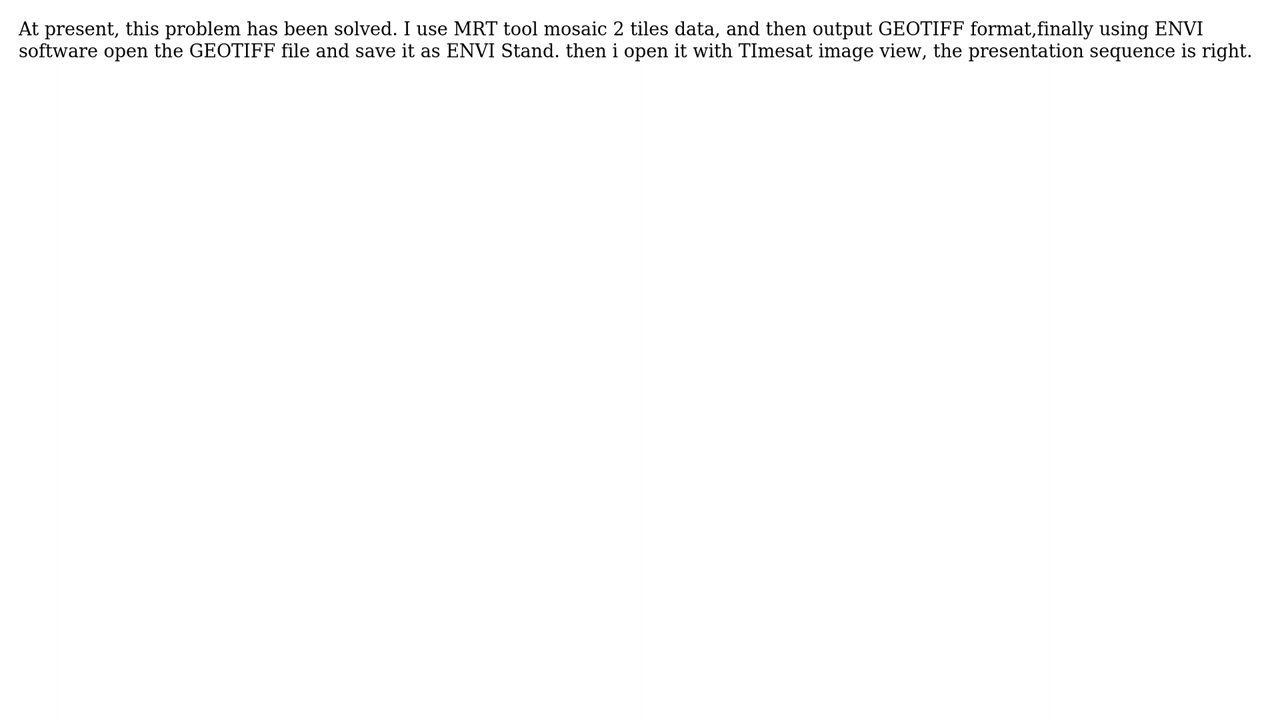 At present, this problem has been solved. I use MRT tool mosaic 2 tiles data, and then output GEOTIFF format,finally using ENVI
software open the GEOTIFF file and save it as ENVI Stand. then i open it with TImesat image view, the presentation sequence is right.